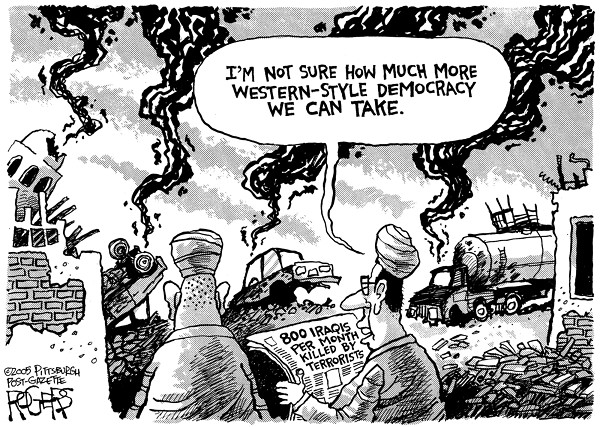 I'M NOT SURE HOW MUCH MORE
WESTERN-STYLE DEMOCRACY
WE CAN TAKE.
800 IRAQIS
PER MONTH
KILLED BY
TERRORISTS
©2005 PITTSBURGH
POST-GAZETTE
ROGERS